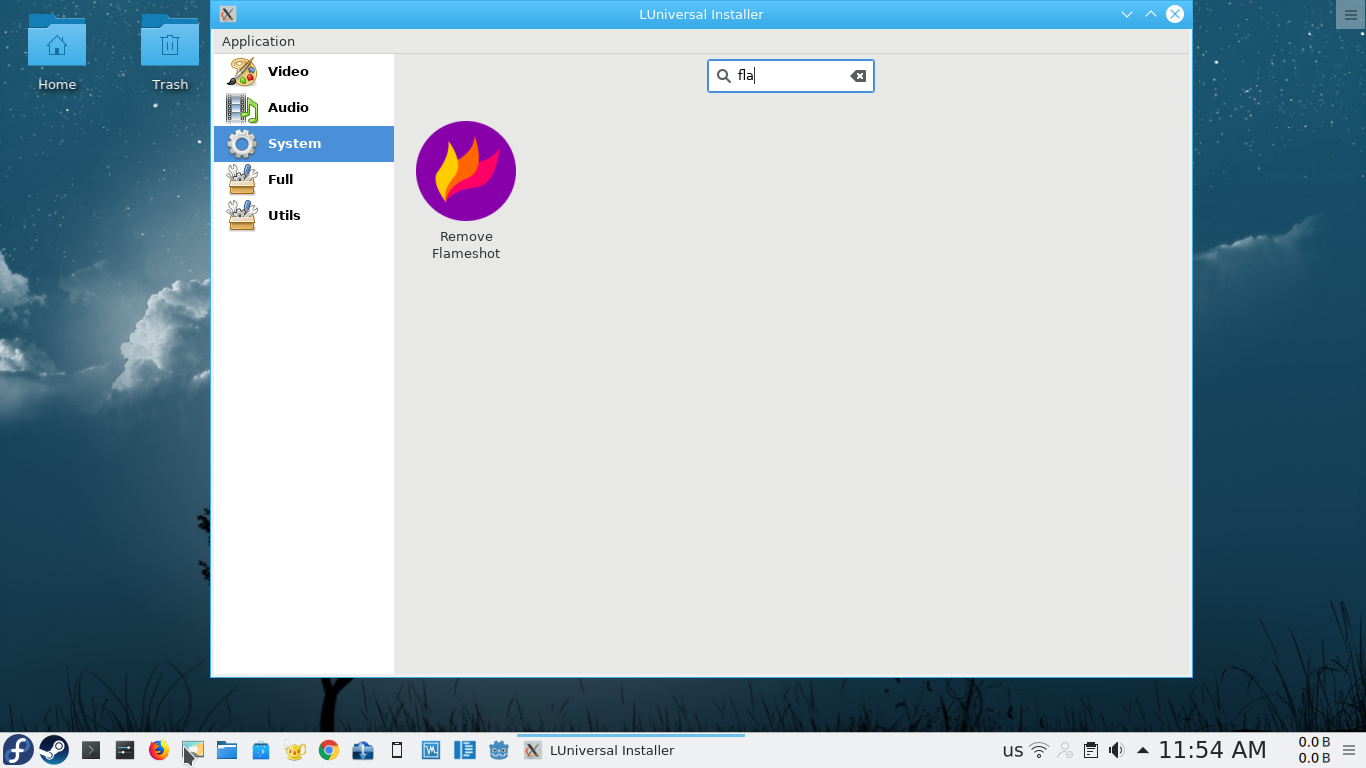 LUniversal Installer
Home
Trash
Application
Video
Audio
System
Full
Utils
fla
Remove
Flameshot
LUniversal Installer
us
11:54 AM
0.0 B
0.0 B